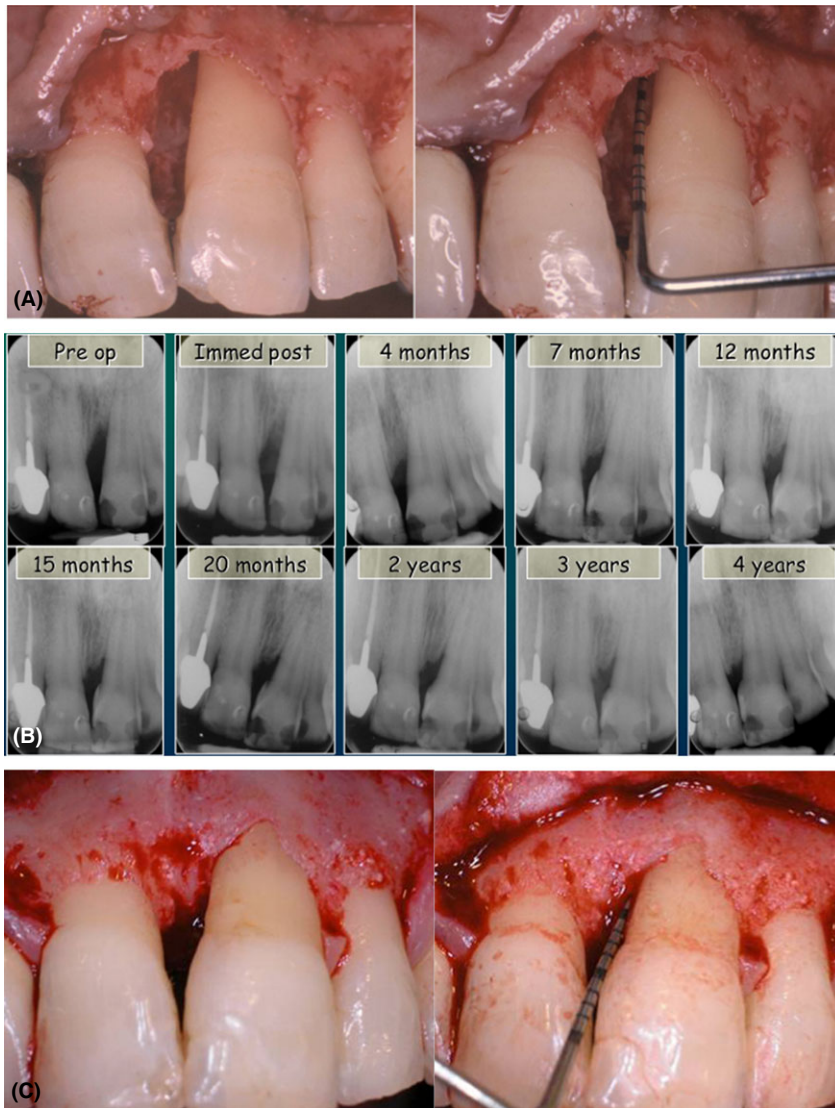 (A)
Pre op
Immed post
4 months
7 months
12 months
15 months
20 months
2 years
3 years
4 years
(B)
(C)